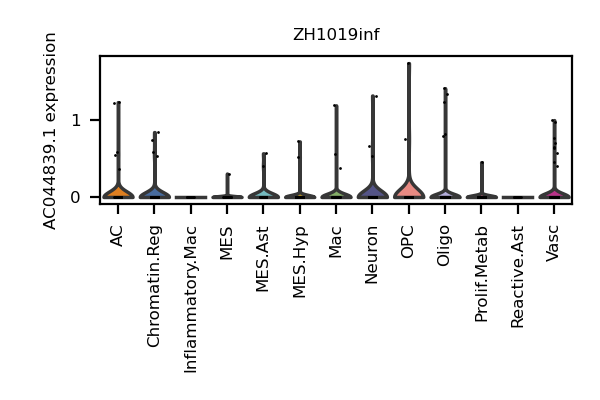 ZH1019inf
AC044839.1 expression
1
0
AC
Chromatin.Reg
Inflammatory.Mac
MES
MES.Ast
MES.Hyp
Mac
Neuron
OPC
Oligo
Prolif.Metab
Reactive.Ast
Vasc